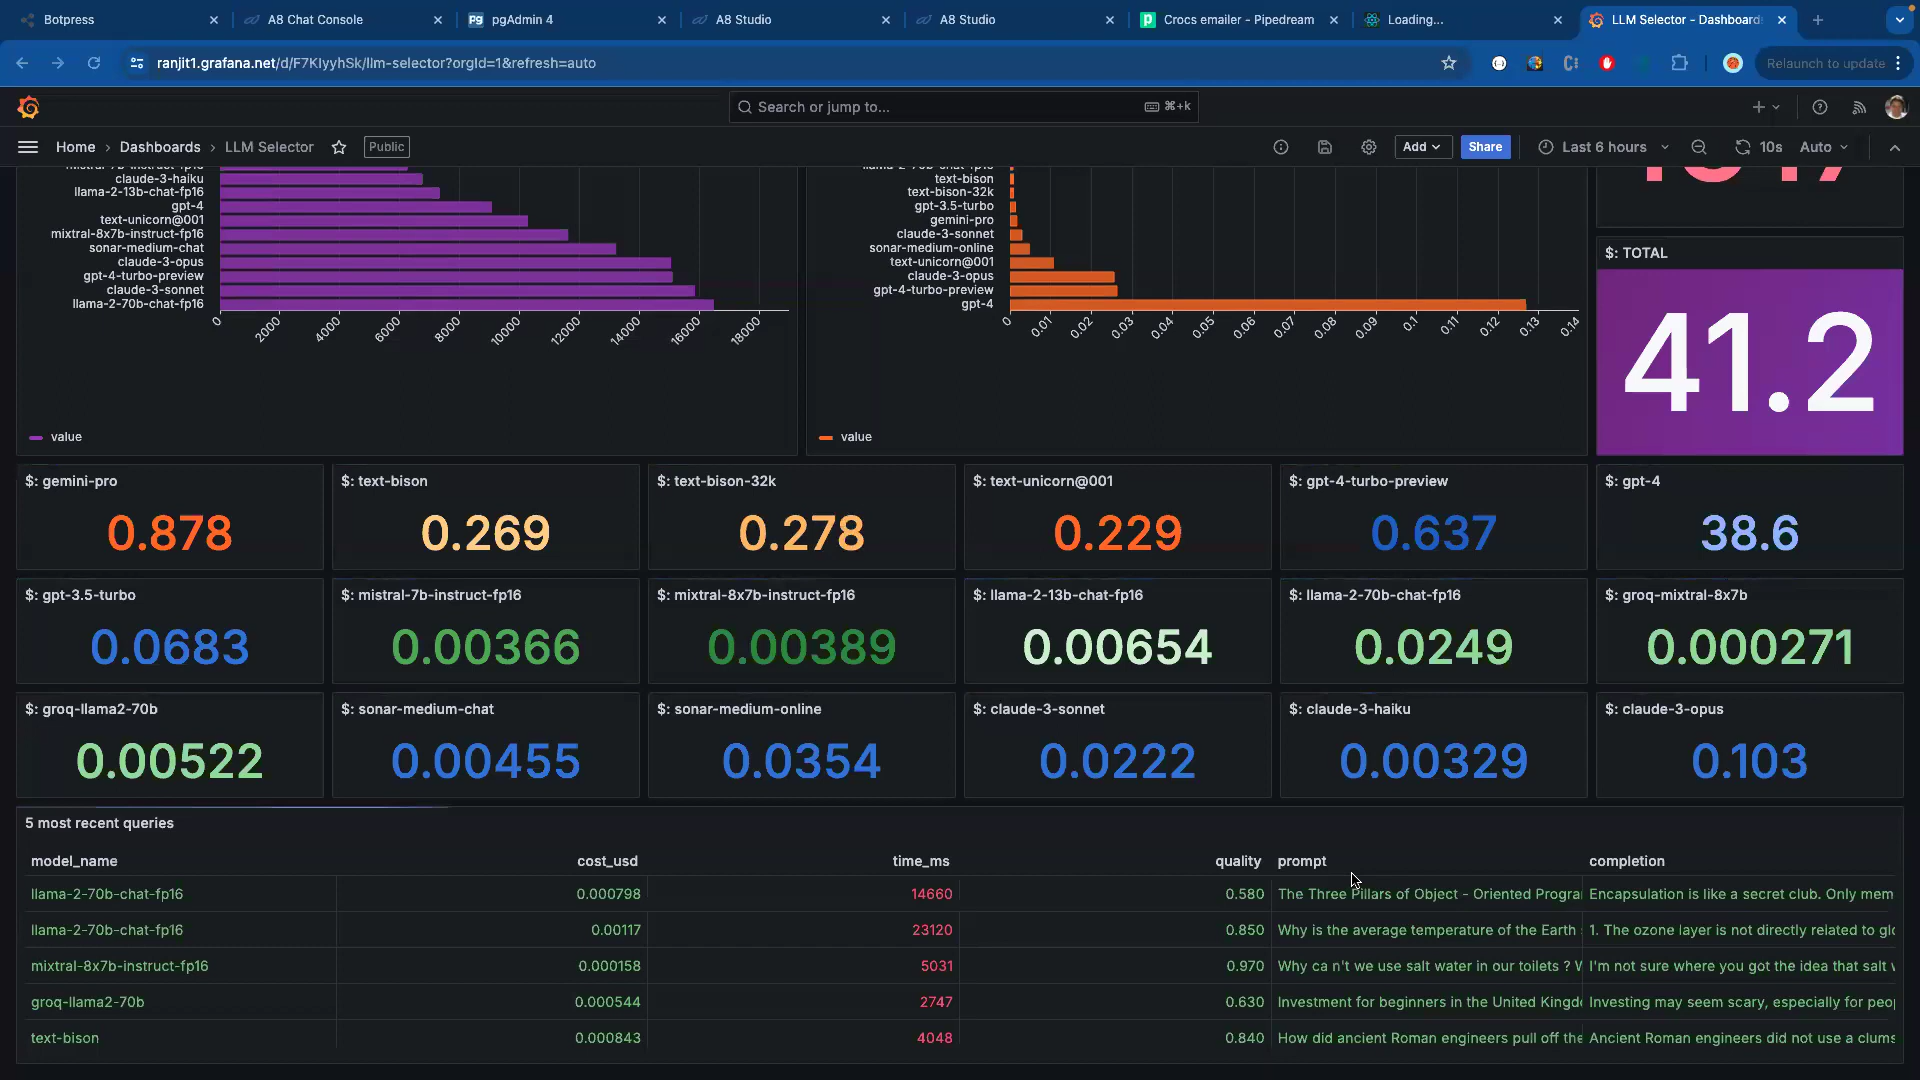 Botpress
A8 Chat Console
pgAdmin 4
A8 Studio
A8 Studio
Crocs emailer - Pipedream
Loading...
LLM Selector - Dashboard
ranjit1.grafana.net/d/F7KIyyhSk/llm-selector?orgId=1&refresh=auto
Relaunch to update
Search or jump to...
⌘+k
Home › Dashboards › LLM Selector
Public
Add
Share
Last 6 hours
10s
Auto
mistral-7b-instruct-fp16
claude-3-haiku
llama-2-13b-chat-fp16
gpt-4
text-unicorn@001
mixtral-8x7b-instruct-fp16
sonar-medium-chat
claude-3-opus
gpt-4-turbo-preview
claude-3-sonnet
llama-2-70b-chat-fp16
0 2000 4000 6000 8000 10000 12000 14000 16000 18000
value
text-bison
text-bison-32k
gpt-3.5-turbo
gemini-pro
claude-3-sonnet
sonar-medium-online
text-unicorn@001
claude-3-opus
gpt-4-turbo-preview
gpt-4
0 0.01 0.02 0.03 0.04 0.05 0.06 0.07 0.08 0.09 0.1 0.11 0.12 0.13 0.14
value
$: TOTAL
41.2
$: gemini-pro
0.878
$: text-bison
0.269
$: text-bison-32k
0.278
$: text-unicorn@001
0.229
$: gpt-4-turbo-preview
0.637
$: gpt-4
38.6
$: gpt-3.5-turbo
0.0683
$: mistral-7b-instruct-fp16
0.00366
$: mixtral-8x7b-instruct-fp16
0.00389
$: llama-2-13b-chat-fp16
0.00654
$: llama-2-70b-chat-fp16
0.0249
$: groq-mixtral-8x7b
0.000271
$: groq-llama2-70b
0.00522
$: sonar-medium-chat
0.00455
$: sonar-medium-online
0.0354
$: claude-3-sonnet
0.0222
$: claude-3-haiku
0.00329
$: claude-3-opus
0.103
5 most recent queries
model_name cost_usd time_ms quality prompt completion
llama-2-70b-chat-fp16 0.000798 14660 0.580 The Three Pillars of Object - Oriented Progra Encapsulation is like a secret club. Only mem
llama-2-70b-chat-fp16 0.00117 23120 0.850 Why is the average temperature of the Earth 1. The ozone layer is not directly related to glo
mixtral-8x7b-instruct-fp16 0.000158 5031 0.970 Why ca n't we use salt water in our toilets ? W I'm not sure where you got the idea that salt
groq-llama2-70b 0.000544 2747 0.630 Investment for beginners in the United Kingdo Investing may seem scary, especially for peop
text-bison 0.000843 4048 0.840 How did ancient Roman engineers pull off the Ancient Roman engineers did not use a clums